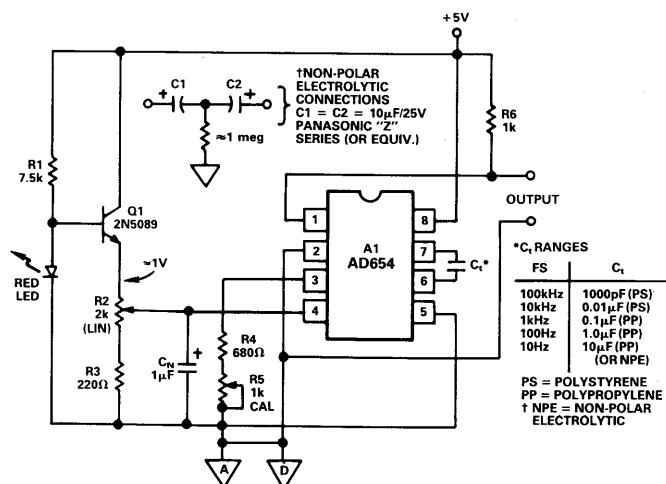 +5V
+ C1
C2 +
†NON-POLAR
ELECTROLYTIC
CONNECTIONS
C1 = C2 = 10µF/25V
PANASONIC "Z"
SERIES (OR EQUIV.)
≈1 meg
R6
1k
R1
7.5k
Q1
2N5089
OUTPUT
1
8
2
7
3
6
4
5
A1
AD654
Ct*
≈1V
RED
LED
R2
2k
(LIN)
R3
220Ω
CN
1µF
†
R4
680Ω
R5
1k
CAL
A
D
*Ct RANGES
FS Ct
100kHz 1000pF (PS)
10kHz 0.01µF (PS)
1kHz 0.1µF (PP)
100Hz 1.0µF (PP)
10Hz 10µF (PP)
(OR NPE)
PS = POLYSTYRENE
PP = POLYPROPYLENE
† NPE = NON-POLAR
ELECTROLYTIC